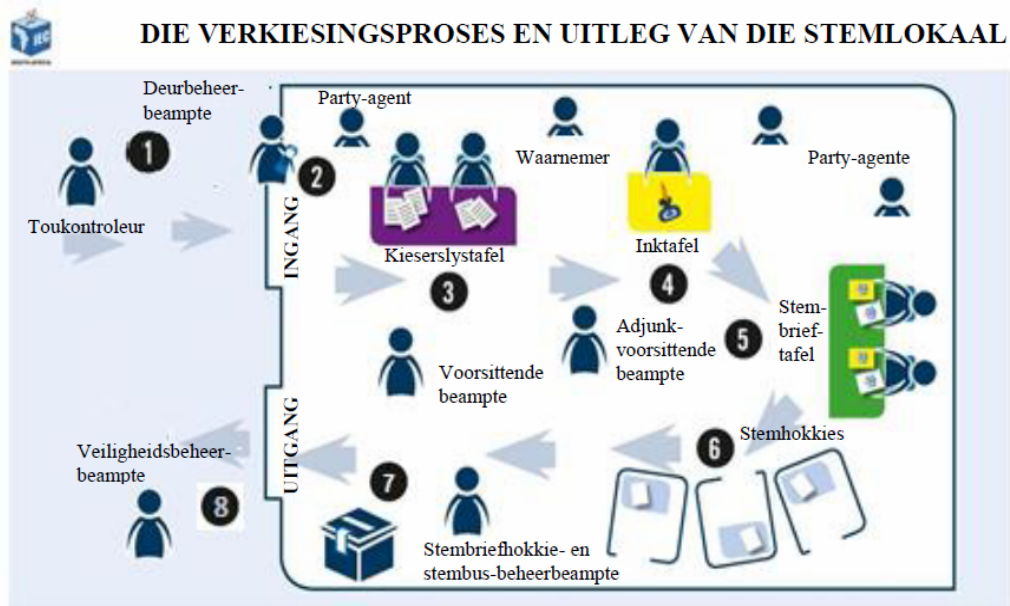 IEC
DIE VERKIESINGSPROSES EN UITLEG VAN DIE STEMLOKAAL
Deurbeheer-
beampte
Party-agent
1
Toukontroleur
2
INGANG
Waarnemer
Party-agente
Kieserslystafel
3
Inktafel
4
Stem-
brief-
tafel
5
Adjunk-
voorsittende
beampte
Voorsittende
beampte
Stemhokkies
6
UITGANG
7
Stembriefhokkie- en
stembus-beheerbeampte
Veiligheidsbeheer-
beampte
8